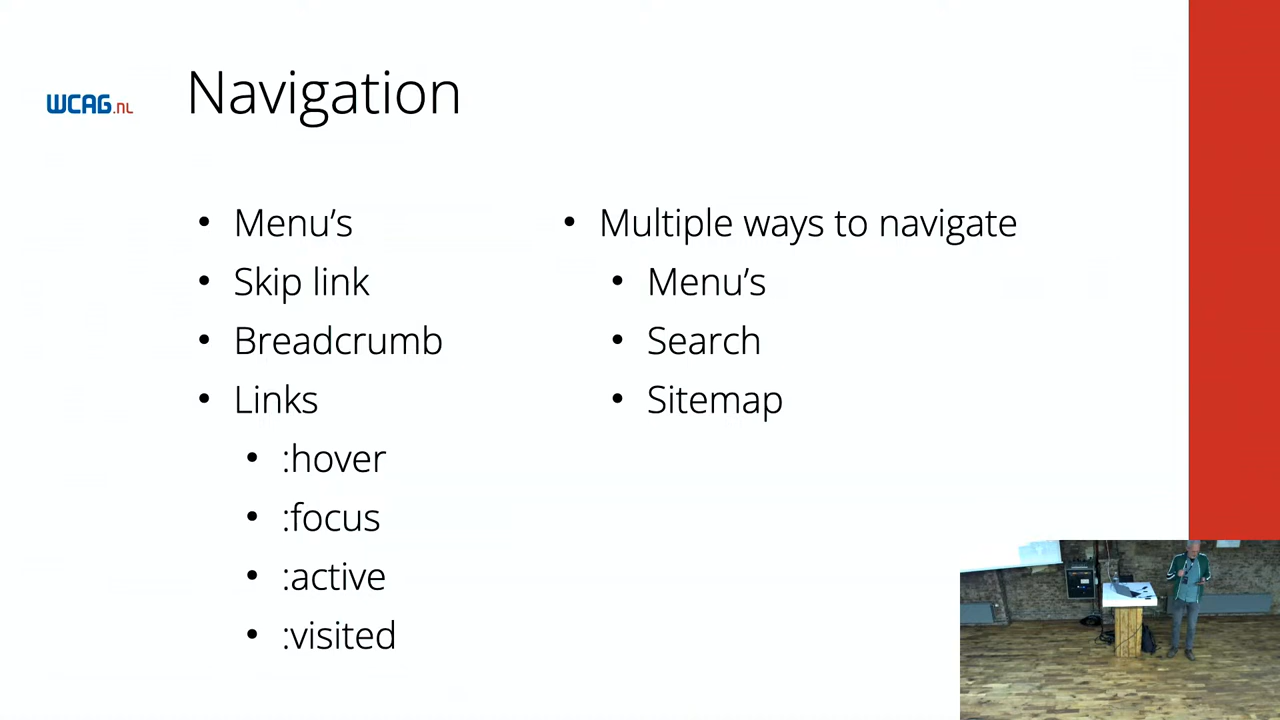 WCAG.NL
Navigation
Menu’s
Skip link
Breadcrumb
Links
:hover
:focus
:active
:visited
Multiple ways to navigate
Menu’s
Search
Sitemap